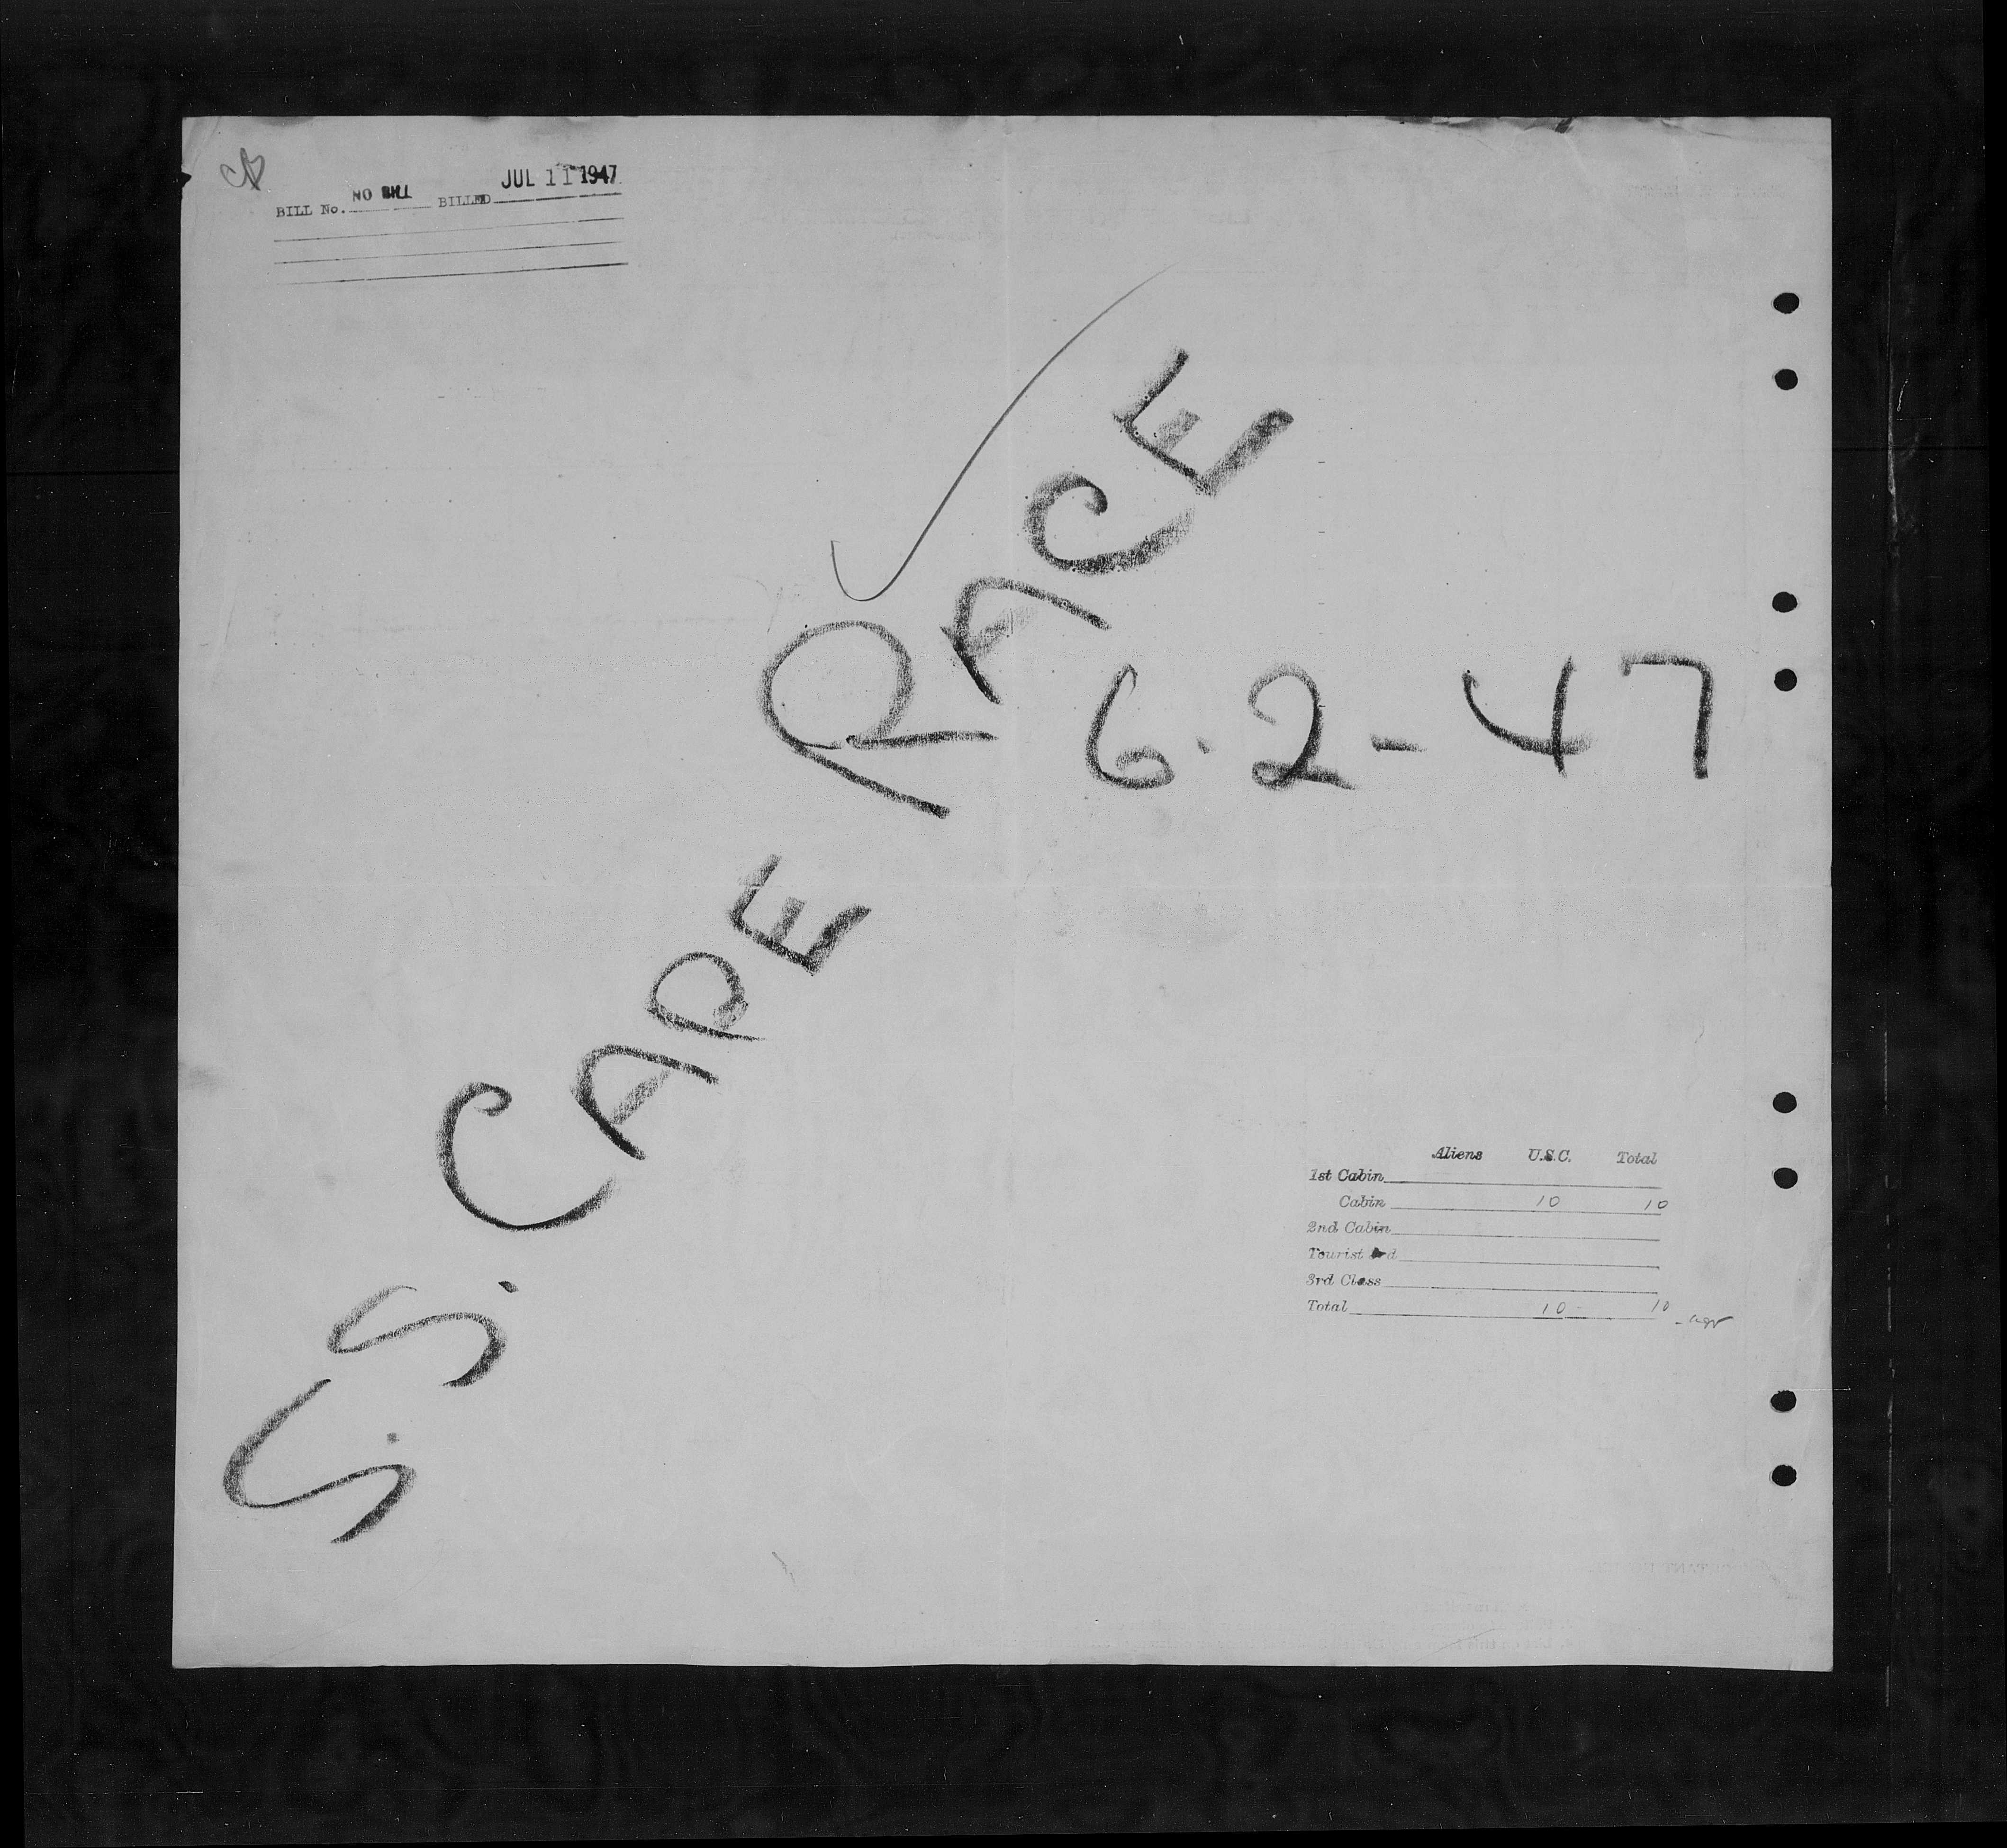 BILL No. NO BILL BILLED JUL 11 1947
S.S. CAPE RACE
6-2-47
Aliens U.S.C. Total
1st Cabin
Cabin 10 10
2nd Cabin
Tourist 3rd
3rd Class
Total 10 - 10